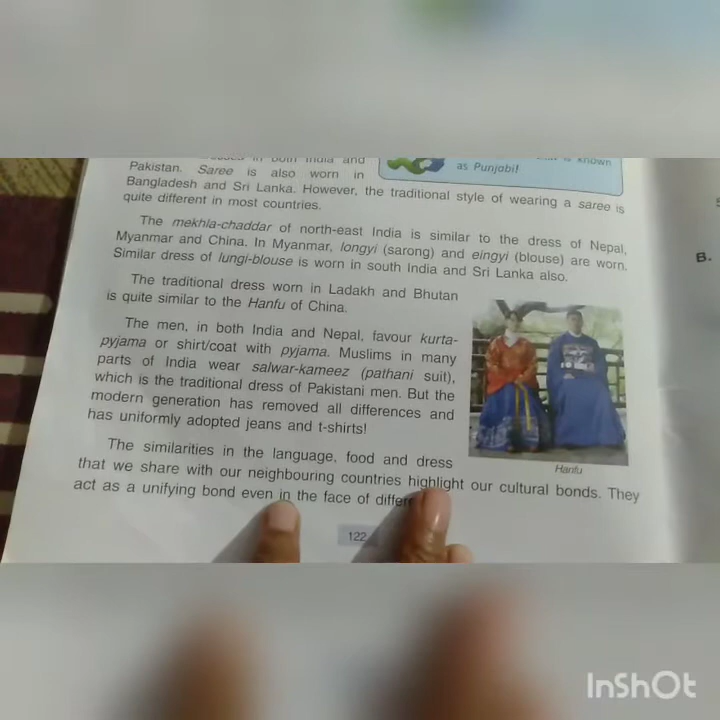 in both India and
Pakistan. Saree is also worn in
Bangladesh and Sri Lanka. However, the traditional style of wearing a saree is
quite different in most countries.
is known
as Punjabi!
The mekhla-chaddar of north-east India is similar to the dress of Nepal,
Myanmar and China. In Myanmar, longyi (sarong) and eingyi (blouse) are worn.
Similar dress of lungi-blouse is worn in south India and Sri Lanka also.
The traditional dress worn in Ladakh and Bhutan
is quite similar to the Hanfu of China.
The men, in both India and Nepal, favour kurta-
pyjama or shirt/coat with pyjama. Muslims in many
parts of India wear salwar-kameez (pathani suit),
which is the traditional dress of Pakistani men. But the
modern generation has removed all differences and
has uniformly adopted jeans and t-shirts!
Hanfu
The similarities in the language, food and dress
that we share with our neighbouring countries highlight our cultural bonds. They
act as a unifying bond even in the face of
122
B.
InShOt